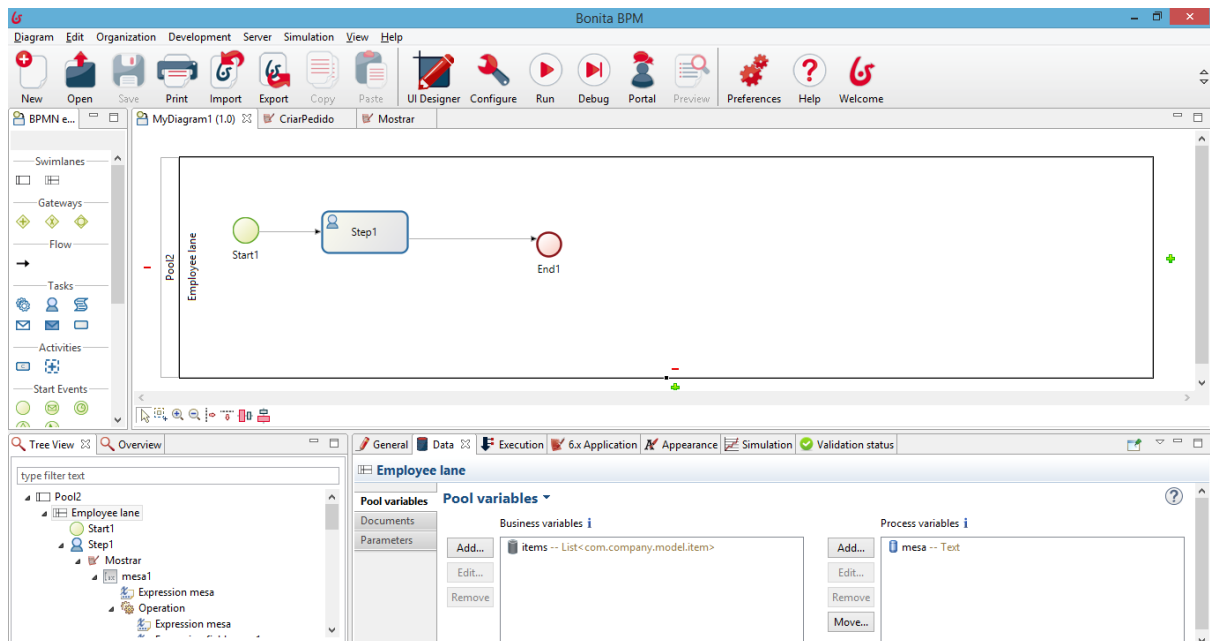 Bonita BPM
Diagram Edit Organization Development Server Simulation View Help
New Open Save Print Import Export Copy Paste UI Designer Configure Run Debug Portal Preview Preferences Help Welcome
BPMN e...
MyDiagram1 (1.0) CriarPedido Mostrar
Swimlanes
Gateways
Flow
Tasks
Activities
Start Events
Pool2
Employee lane
Start1
Step1
End1
Tree View Overview
type filter text
Pool2
Employee lane
Start1
Step1
Mostrar
mesa1
Expression mesa
Operation
Expression mesa
General Data Execution 6.x Application Appearance Simulation Validation status
Employee lane
Pool variables
Documents
Parameters
Pool variables
Business variables
Add...
Edit...
Remove
items -- List<com.company.model.item>
Process variables
Add...
Edit...
Remove
Move...
mesa -- Text